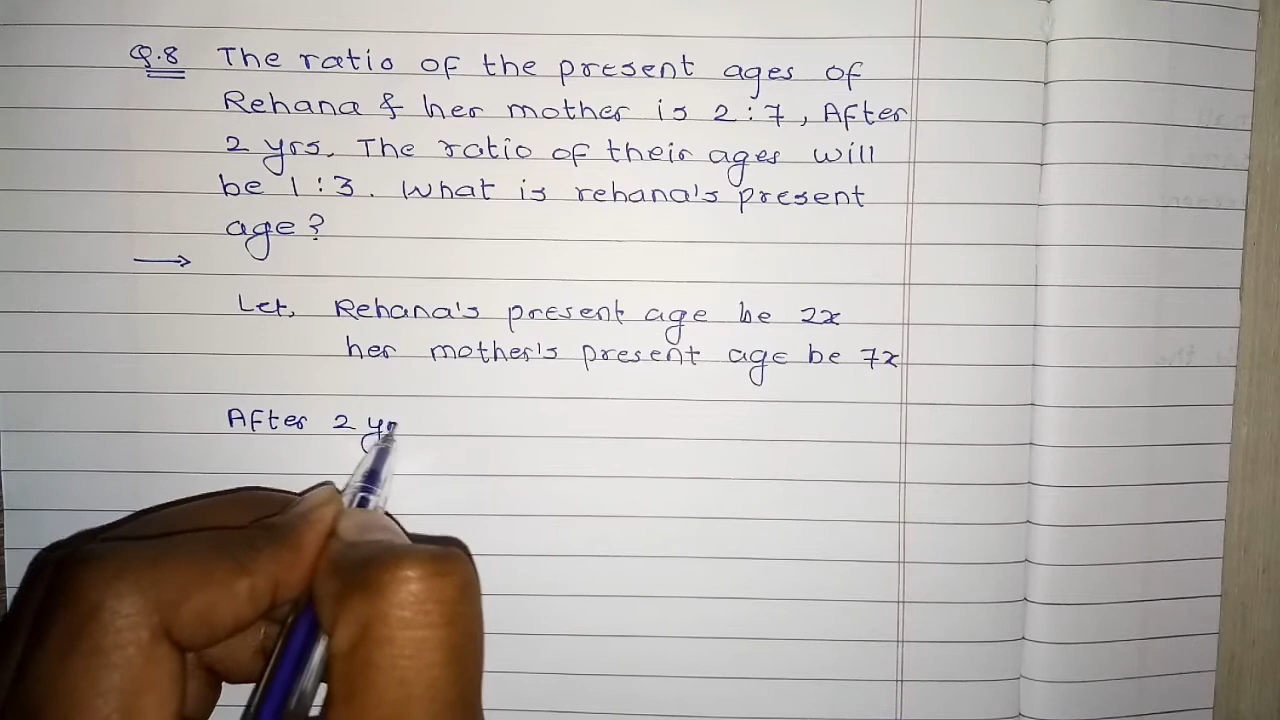 Q.8 The ratio of the present ages of
Rehana & her mother is 2:7, After
2 yrs. The ratio of their ages will
be 1:3. What is rehana's present
age?
Let, Rehana's present age be 2x
her mother's present age be 7x
After 2 yr